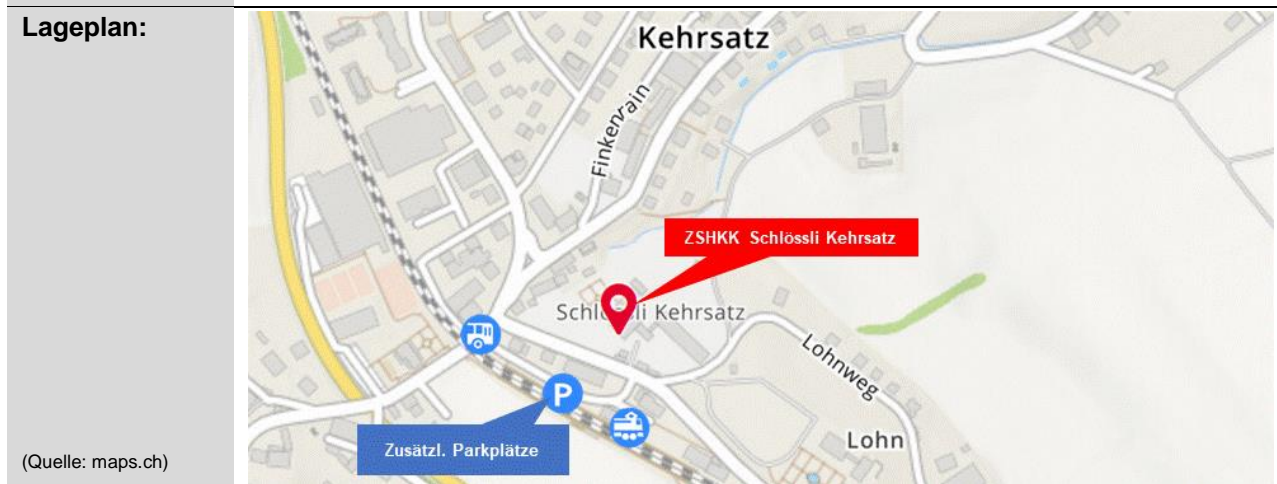 Lageplan:
Kehrsatz
Finkenrain
ZSHKK Schlössli Kehrsatz
Schlössli Kehrsatz
Lohnweg
P
Zusätzl. Parkplätze
Lohn
(Quelle: maps.ch)